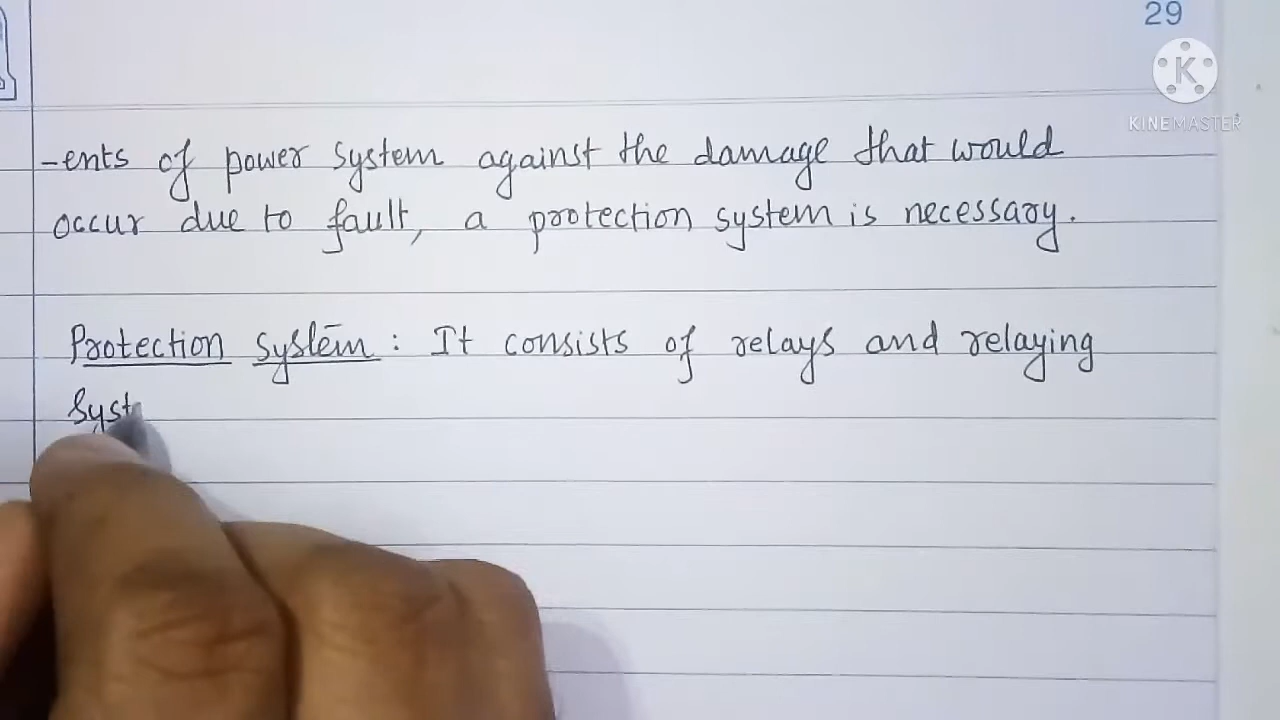 29
K
KINEMASTER
-ents of power system against the damage that would
occur due to fault, a protection system is necessary.
Protection system : It consists of relays and relaying
Syst